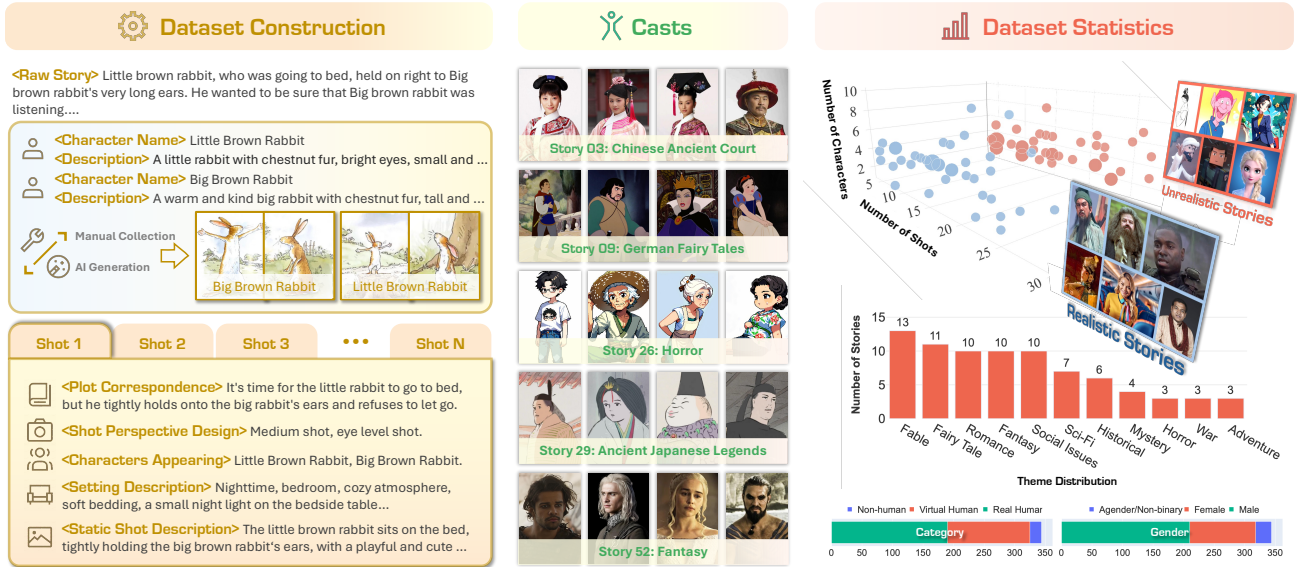 Dataset Construction
<Raw Story> Little brown rabbit, who was going to bed, held on right to Big
brown rabbit's very long ears. He wanted to be sure that Big brown rabbit was
listening....
<Character Name> Little Brown Rabbit
<Description> A little rabbit with chestnut fur, bright eyes, small and ...
<Character Name> Big Brown Rabbit
<Description> A warm and kind big rabbit with chestnut fur, tall and ...
Manual Collection
AI Generation
Big Brown Rabbit
Little Brown Rabbit
Shot 1
Shot 2
Shot 3
•••
Shot N
<Plot Correspondence> It's time for the little rabbit to go to bed,
but he tightly holds onto the big rabbit's ears and refuses to let go.
<Shot Perspective Design> Medium shot, eye level shot.
<Characters Appearing> Little Brown Rabbit, Big Brown Rabbit.
<Setting Description> Nighttime, bedroom, cozy atmosphere,
soft bedding, a small night light on the bedside table...
<Static Shot Description> The little brown rabbit sits on the bed,
tightly holding the big brown rabbit's ears, with a playful and cute ...
Casts
Story 03: Chinese Ancient Court
Story 09: German Fairy Tales
Story 26: Horror
Story 29: Ancient Japanese Legends
Story 52: Fantasy
Dataset Statistics
Number of Characters
10
8
6
4
2
Number of Shots
5
10
15
20
25
30
Unrealistic Stories
Realistic Stories
Number of Stories
15
10
5
0
13
11
10
10
10
7
6
4
3
3
3
Fable
Fairy Tale
Romance
Fantasy
Social Issues
Sci-Fi
Historical
Mystery
Horror
War
Adventure
Theme Distribution
Non-human Virtual Human Real Human
Category
0 50 100 150 200 250 300 350
Agender/Non-binary Female Male
Gender
0 50 100 150 200 250 300 350